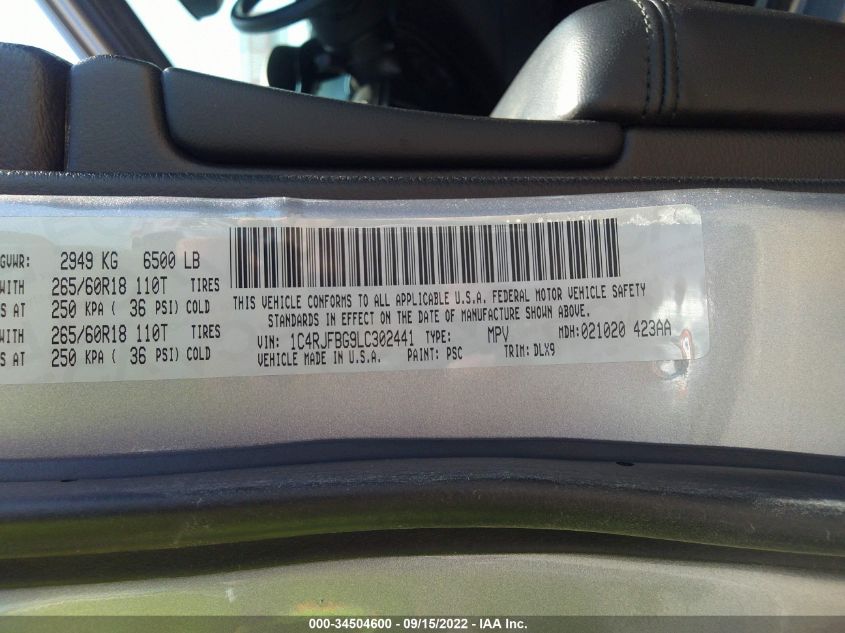 GVWR: 2949 KG 6500 LB
WITH 265/60R18 110T TIRES
S AT 250 KPA ( 36 PSI) COLD
WITH 265/60R18 110T TIRES
S AT 250 KPA ( 36 PSI) COLD
THIS VEHICLE CONFORMS TO ALL APPLICABLE U.S.A. FEDERAL MOTOR VEHICLE SAFETY
STANDARDS IN EFFECT ON THE DATE OF MANUFACTURE SHOWN ABOVE.
VIN: 1C4RJFBG9LC302441 TYPE: MPV MDH:021020 423AA
VEHICLE MADE IN U.S.A. PAINT: PSC TRIM: DLX9
000-34504600 - 09/15/2022 - IAA Inc.